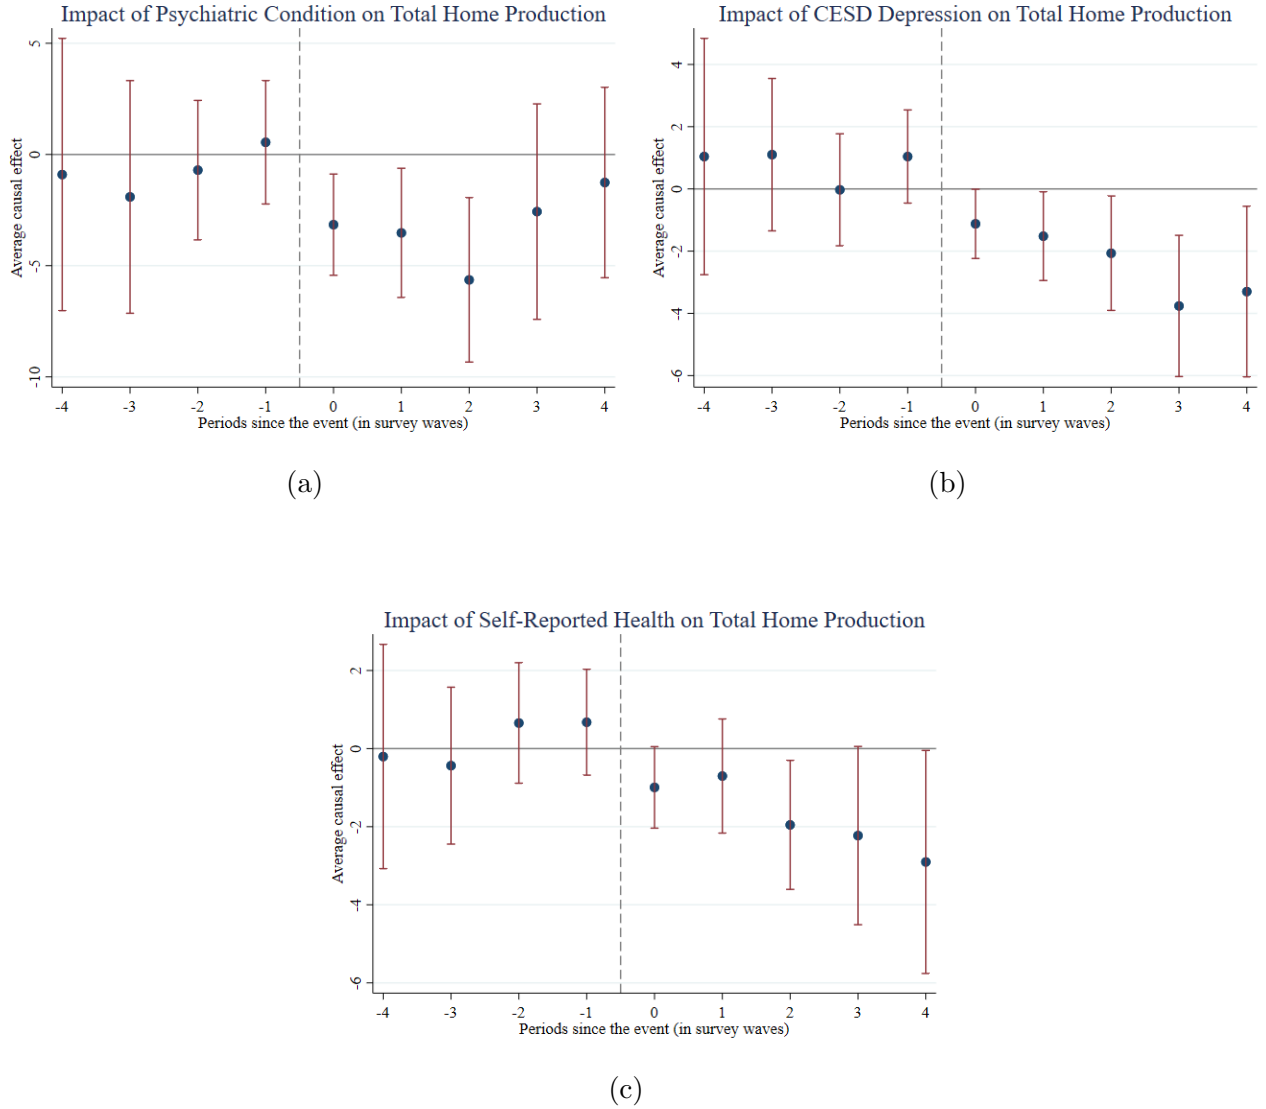 Impact of Psychiatric Condition on Total Home Production
Average causal effect
5
0
-5
-10
-4 -3 -2 -1 0 1 2 3 4
Periods since the event (in survey waves)
(a)
Impact of CESD Depression on Total Home Production
Average causal effect
4
2
0
-2
-4
-6
-4 -3 -2 -1 0 1 2 3 4
Periods since the event (in survey waves)
(b)
Impact of Self-Reported Health on Total Home Production
Average causal effect
2
0
-2
-4
-6
-4 -3 -2 -1 0 1 2 3 4
Periods since the event (in survey waves)
(c)